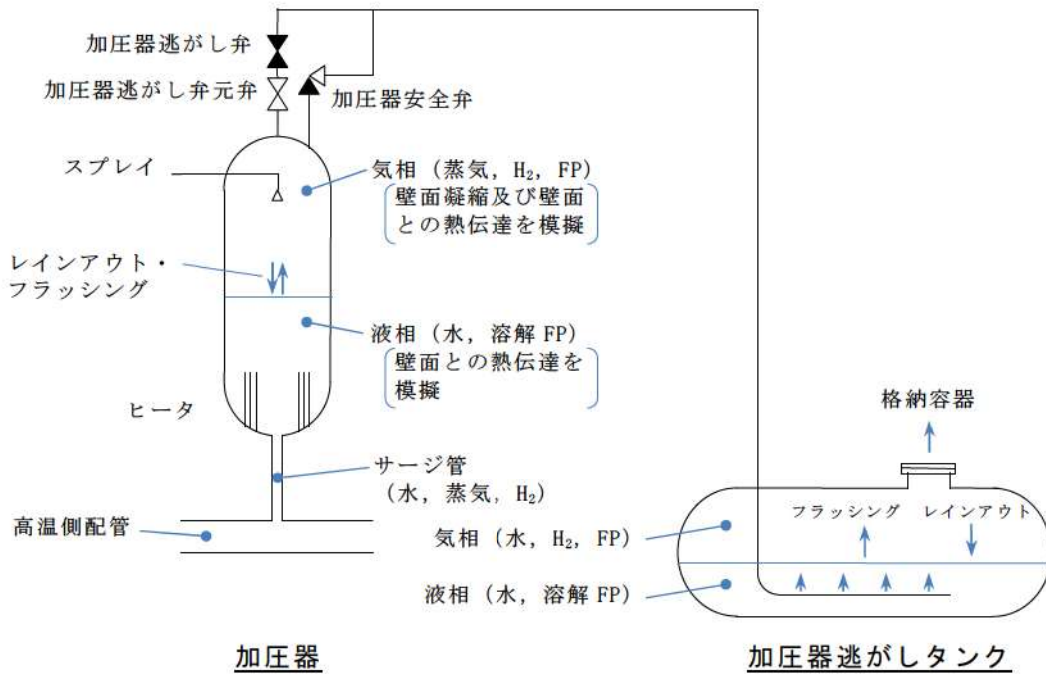 加圧器逃がし弁
加圧器逃がし弁元弁
加圧器安全弁
スプレイ
気相（蒸気，H₂，FP）
壁面凝縮及び壁面
との熱伝達を模擬
レインアウト・
フラッシング
液相（水，溶解 FP）
壁面との熱伝達を
模擬
ヒータ
サージ管
（水，蒸気，H₂）
高温側配管
加圧器
格納容器
フラッシング
レインアウト
気相（水，H₂，FP）
液相（水，溶解 FP）
加圧器逃がしタンク